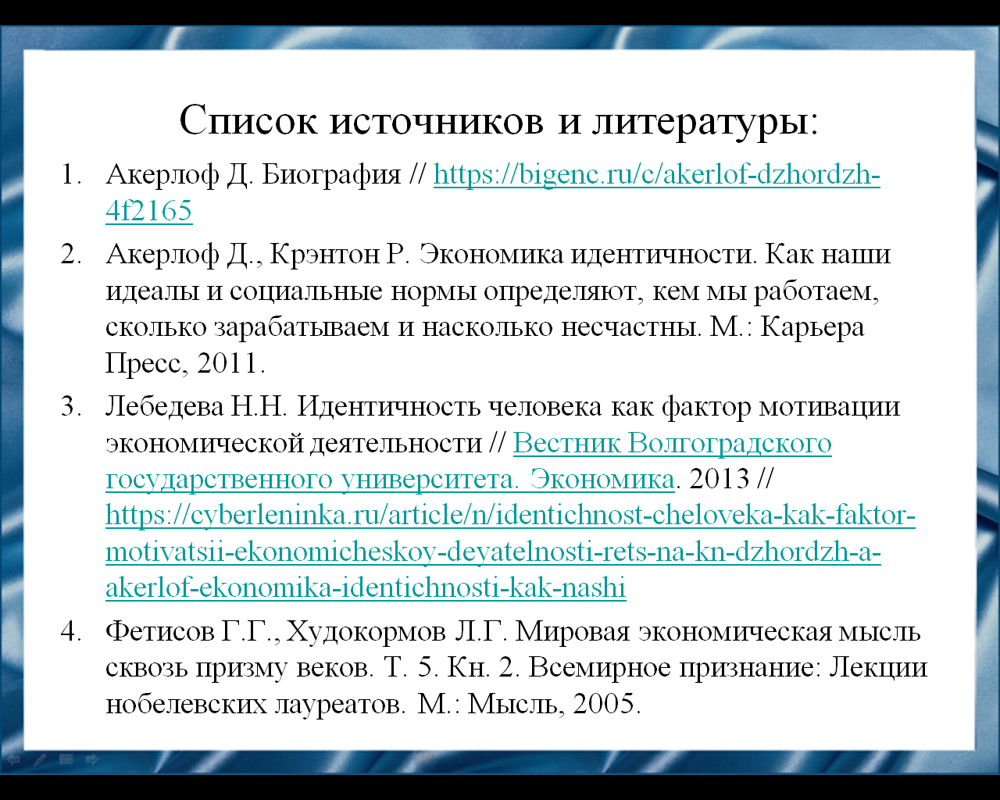 Список источников и литературы:
1. Акерлоф Д. Биография // https://bigenc.ru/c/akerlof-dzhordzh-
4f2165
2. Акерлоф Д., Крэнтон Р. Экономика идентичности. Как наши
идеалы и социальные нормы определяют, кем мы работаем,
сколько зарабатываем и насколько несчастны. М.: Карьера
Пресс, 2011.
3. Лебедева Н.Н. Идентичность человека как фактор мотивации
экономической деятельности // Вестник Волгоградского
государственного университета. Экономика. 2013 //
https://cyberleninka.ru/article/n/identichnost-cheloveka-kak-faktor-
motivatsii-ekonomicheskoy-deyatelnosti-rets-na-kn-dzhordzh-a-
akerlof-ekonomika-identichnosti-kak-nashi
4. Фетисов Г.Г., Худокормов Л.Г. Мировая экономическая мысль
сквозь призму веков. Т. 5. Кн. 2. Всемирное признание: Лекции
нобелевских лауреатов. М.: Мысль, 2005.